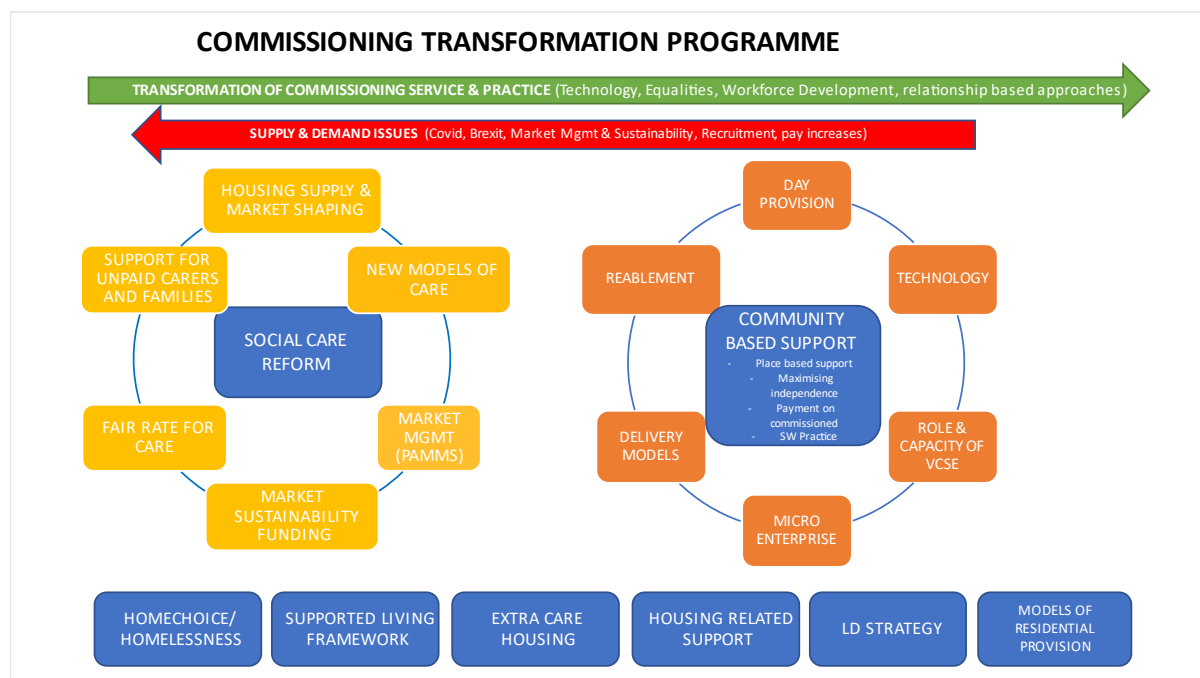 COMMISSIONING TRANSFORMATION PROGRAMME
TRANSFORMATION OF COMMISSIONING SERVICE & PRACTICE (Technology, Equalities, Workforce Development, relationship based approaches)
SUPPLY & DEMAND ISSUES (Covid, Brexit, Market Mgmt & Sustainability, Recruitment, pay increases)
HOUSING SUPPLY &
MARKET SHAPING
SUPPORT FOR
UNPAID CARERS
AND FAMILIES
NEW MODELS OF
CARE
SOCIAL CARE
REFORM
FAIR RATE FOR
CARE
MARKET
MGMT
(PAMMS)
MARKET
SUSTAINABILITY
FUNDING
DAY
PROVISION
REABLEMENT
TECHNOLOGY
COMMUNITY
BASED SUPPORT
- Place based support
- Maximising
independence
- Payment on
commissioned
- SW Practice
DELIVERY
MODELS
ROLE &
CAPACITY OF
VCSE
MICRO
ENTERPRISE
HOMECHOICE/
HOMELESSNESS
SUPPORTED LIVING
FRAMEWORK
EXTRA CARE
HOUSING
HOUSING RELATED
SUPPORT
LD STRATEGY
MODELS OF
RESIDENTIAL
PROVISION